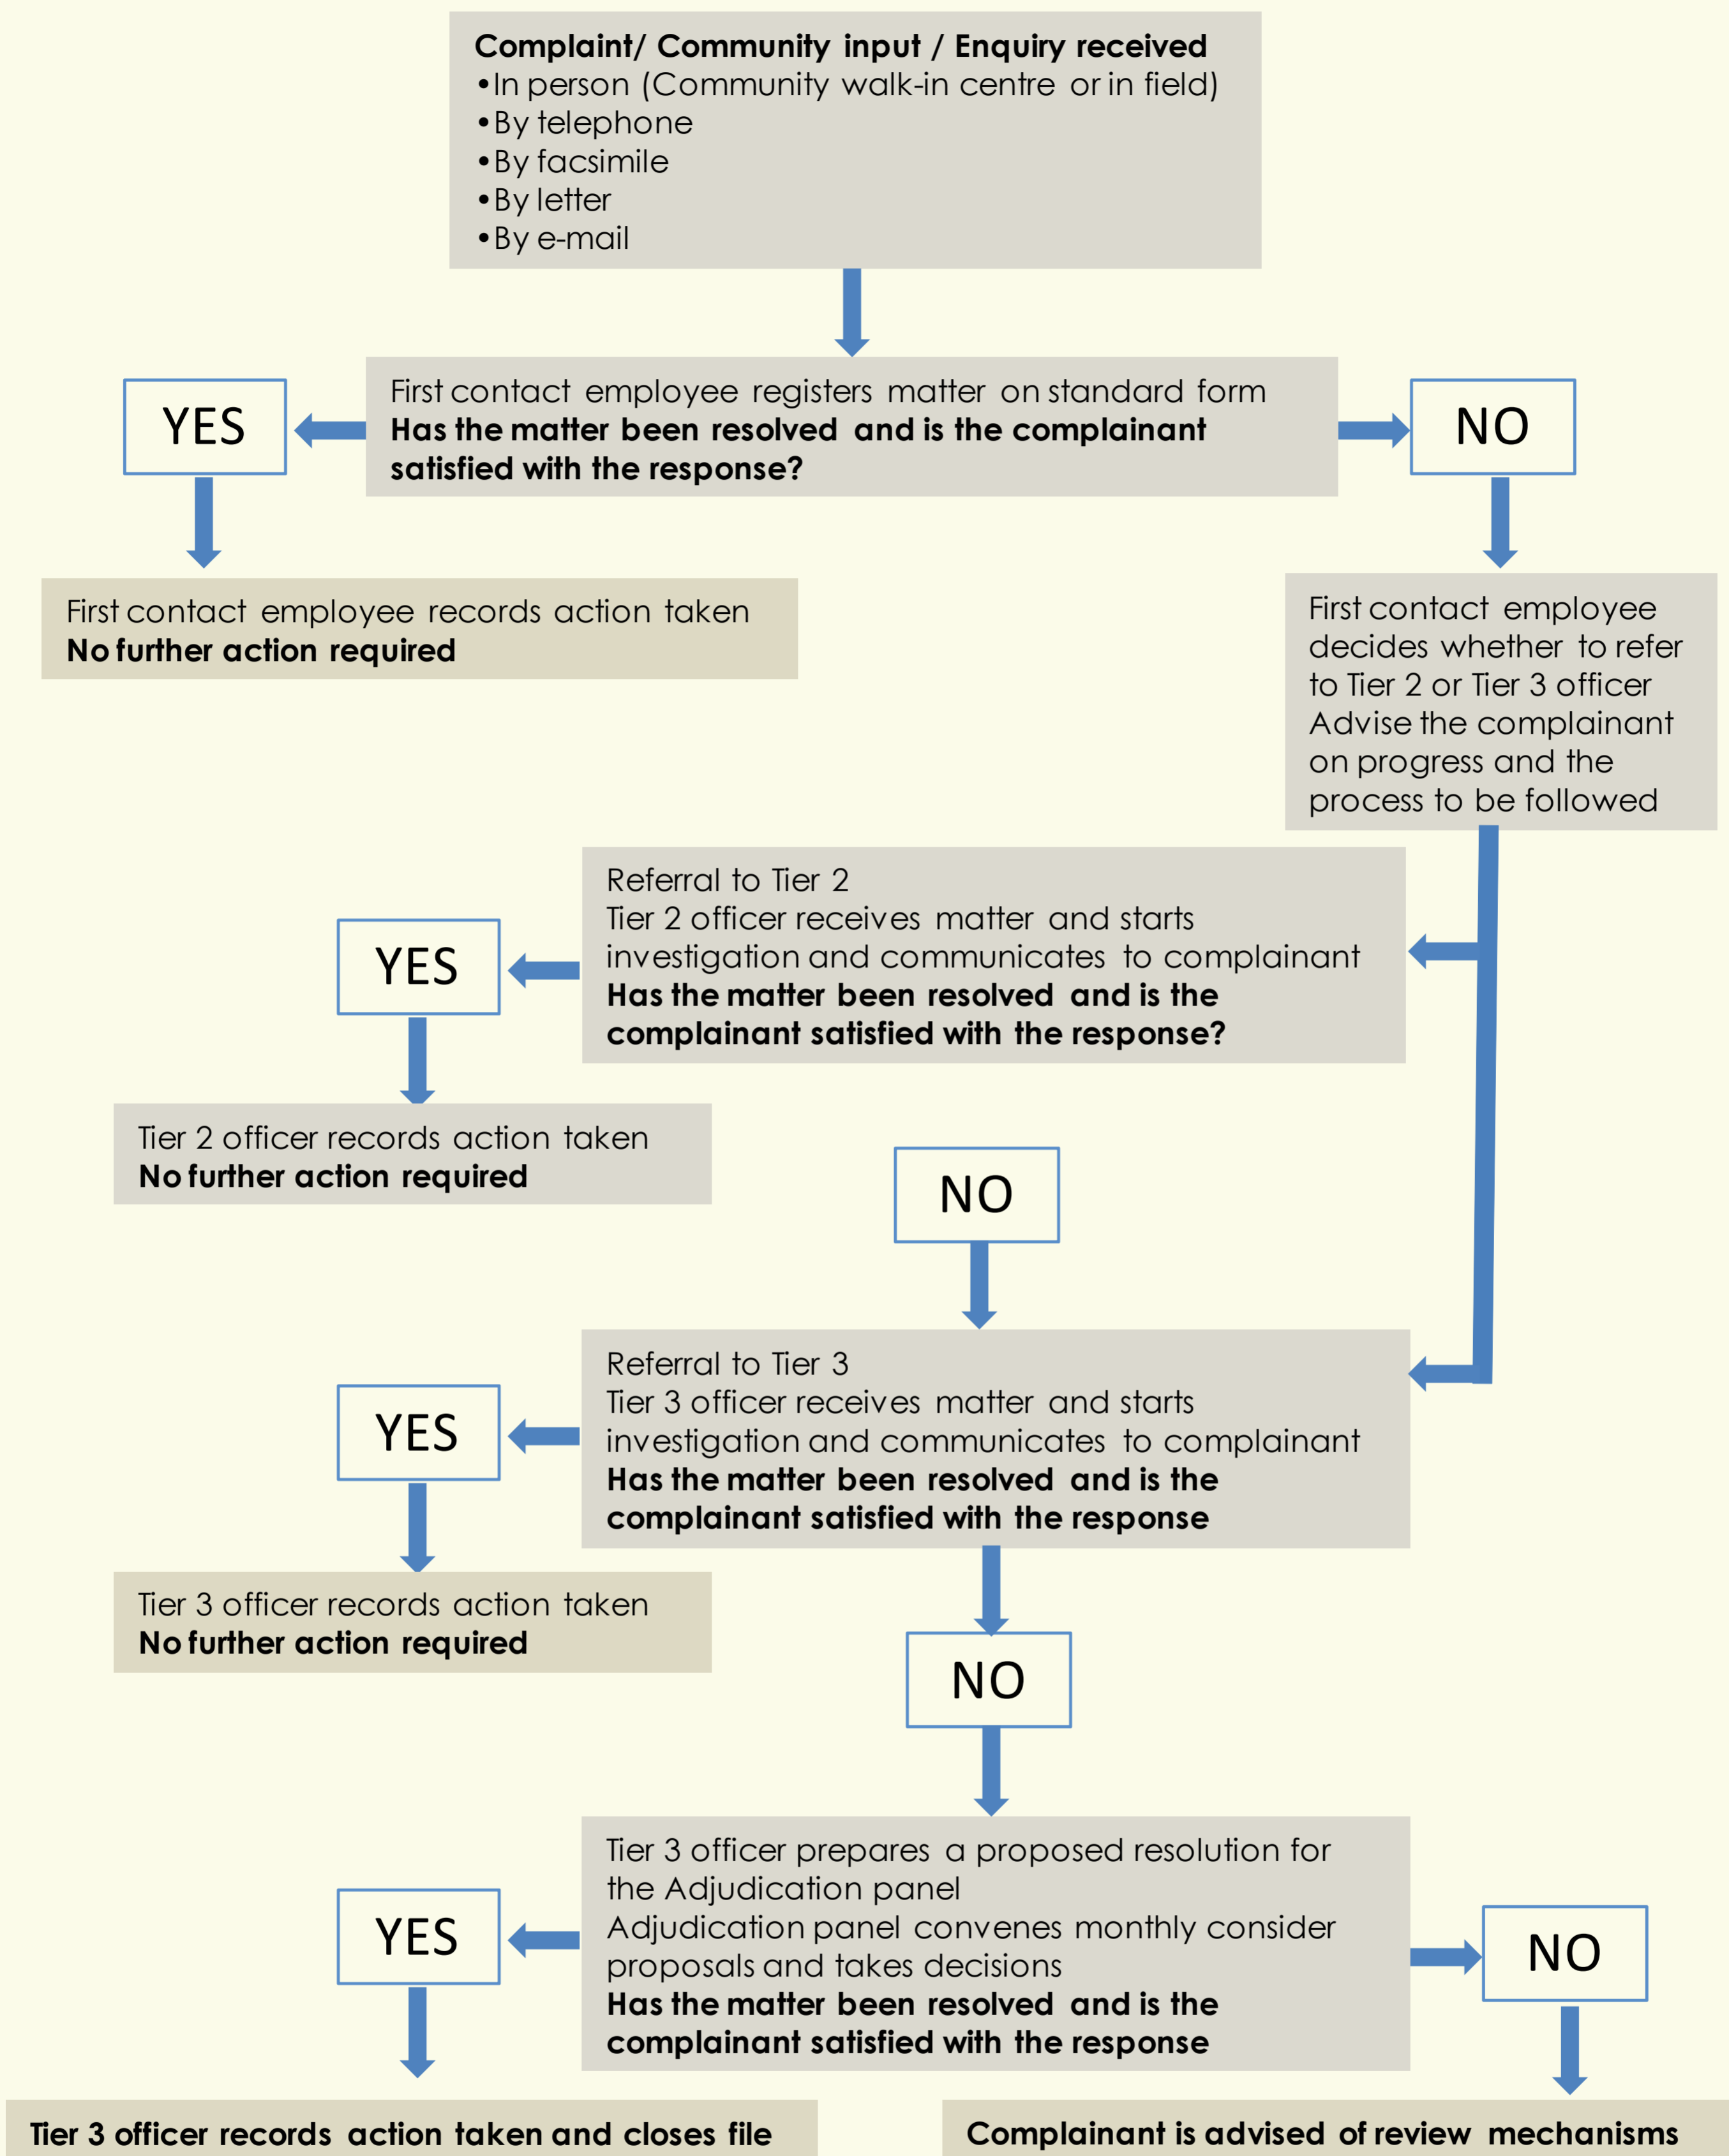 Complaint/ Community input / Enquiry received
•In person (Community walk-in centre or in field)
•By telephone
•By facsimile
•By letter
•By e-mail
YES
First contact employee registers matter on standard form
Has the matter been resolved and is the complainant
satisfied with the response?
NO
First contact employee records action taken
No further action required
First contact employee
decides whether to refer
to Tier 2 or Tier 3 officer
Advise the complainant
on progress and the
process to be followed
Referral to Tier 2
Tier 2 officer receives matter and starts
investigation and communicates to complainant
Has the matter been resolved and is the
complainant satisfied with the response?
YES
Tier 2 officer records action taken
No further action required
NO
Referral to Tier 3
Tier 3 officer receives matter and starts
investigation and communicates to complainant
Has the matter been resolved and is the
complainant satisfied with the response
YES
Tier 3 officer records action taken
No further action required
NO
Tier 3 officer prepares a proposed resolution for
the Adjudication panel
Adjudication panel convenes monthly consider
proposals and takes decisions
Has the matter been resolved and is the
complainant satisfied with the response
YES
NO
Tier 3 officer records action taken and closes file
Complainant is advised of review mechanisms